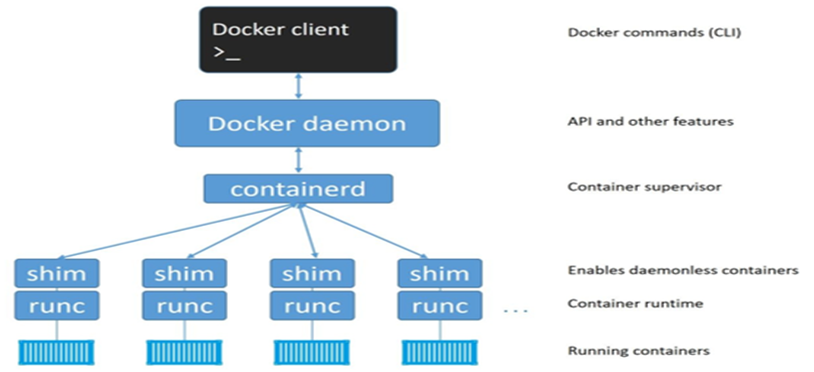 Docker client
>_
Docker commands (CLI)
Docker daemon
API and other features
containerd
Container supervisor
shim shim shim shim
Enables daemonless containers
runc runc runc runc ...
Container runtime
Running containers